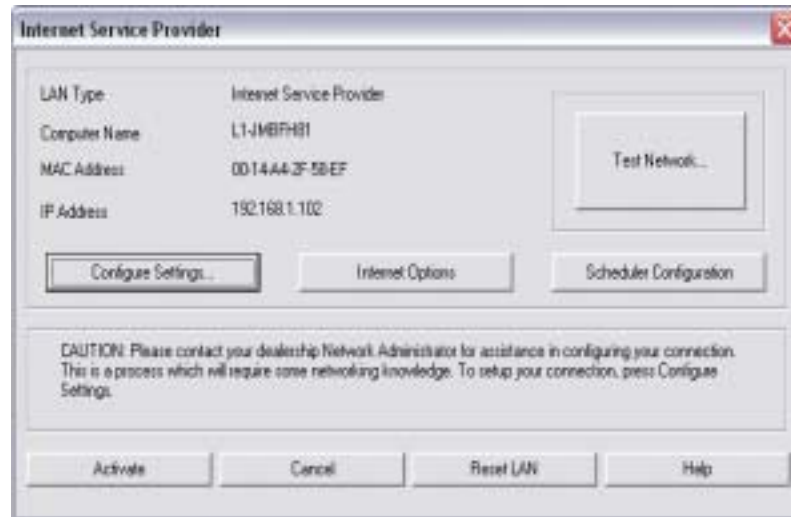 Internet Service Provider
LAN Type Internet Service Provider
Computer Name
MAC Address 00-14-A4-2F-5B-EF
IP Address 192.168.1.102
Test Network...
Configure Settings... Internet Options Scheduler Configuration
CAUTION: Please contact your dealership Network Administrator for assistance in configuring your connection.
This is a process which will require some networking knowledge. To setup your connection, press Configure
Settings.
Activate Cancel Reset LAN Help